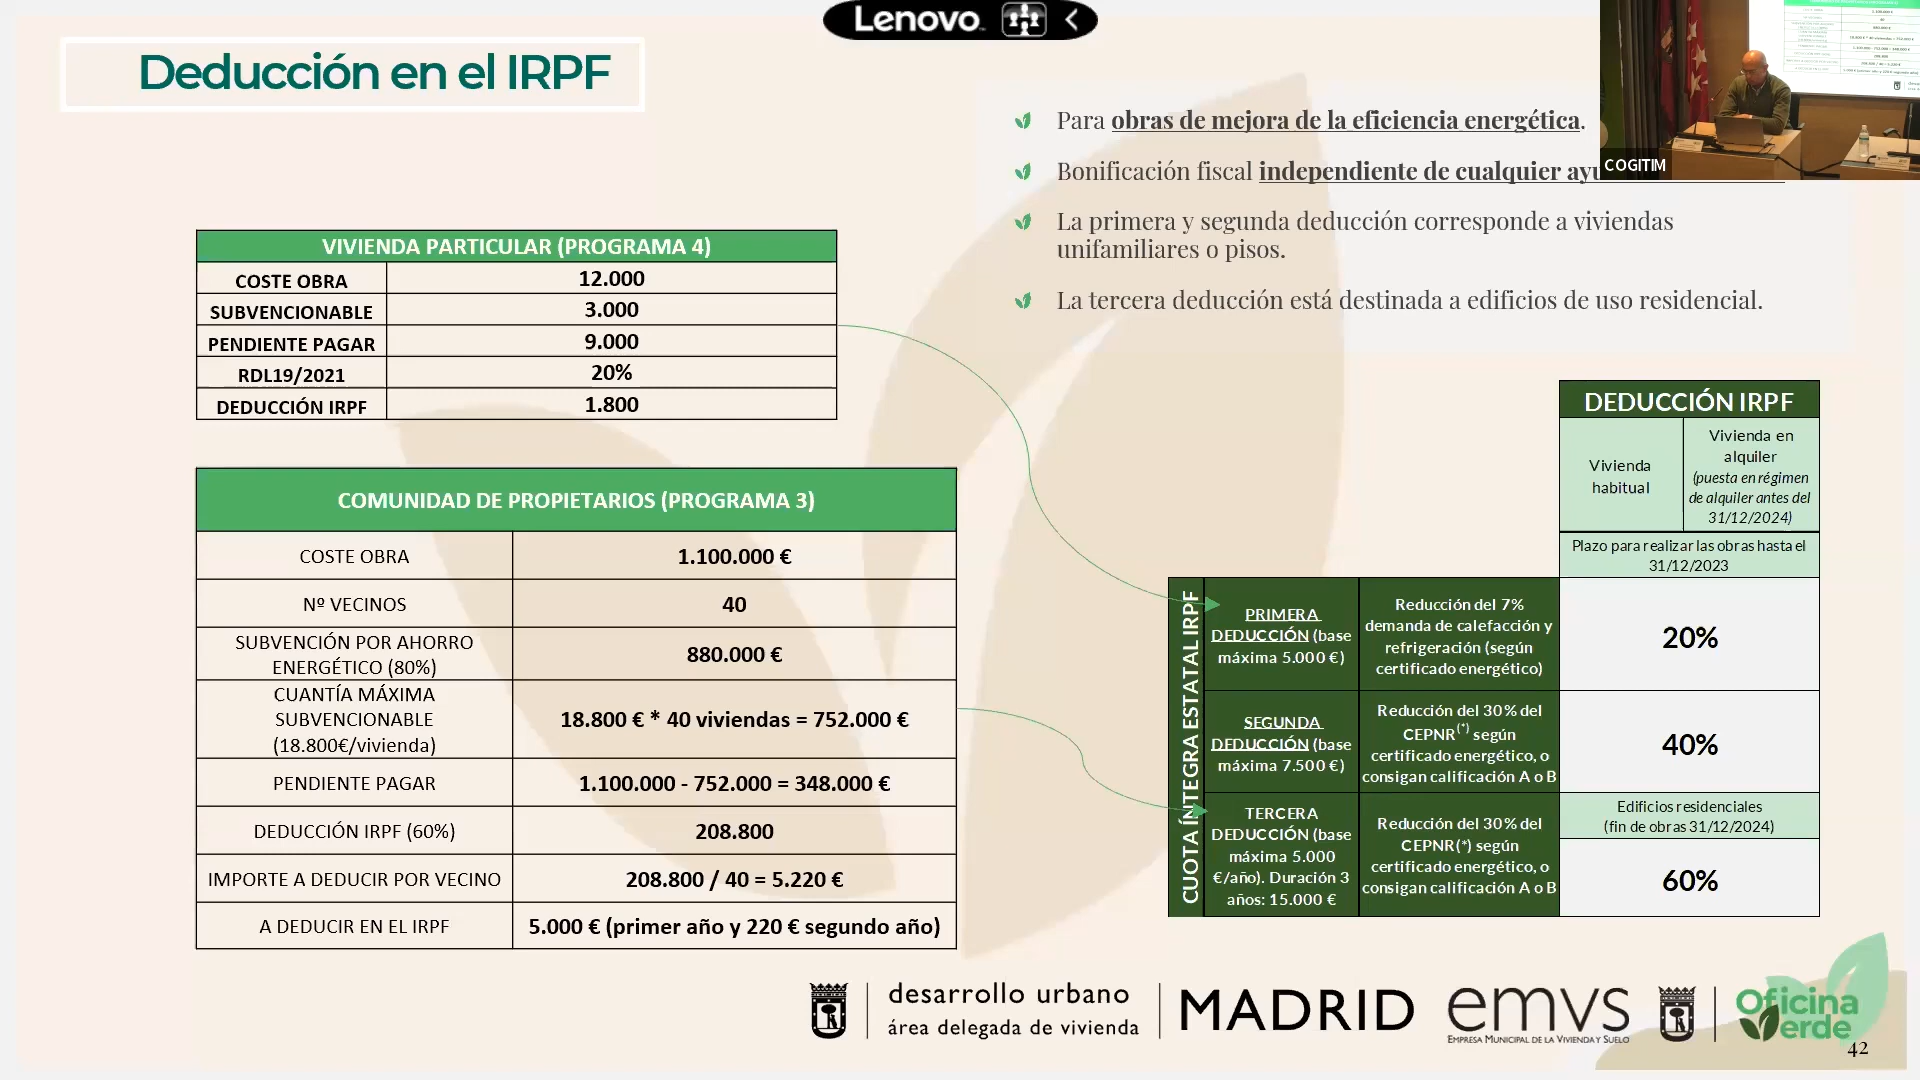 Lenovo
Deducción en el IRPF
Para obras de mejora de la eficiencia energética.
Bonificación fiscal independiente de cualquier
La primera y segunda deducción corresponde a viviendas
unifamiliares o pisos.
La tercera deducción está destinada a edificios de uso residencial.
COGITIM
VIVIENDA PARTICULAR (PROGRAMA 4)
COSTE OBRA 12.000
SUBVENCIONABLE 3.000
PENDIENTE PAGAR 9.000
RDL19/2021 20%
DEDUCCIÓN IRPF 1.800
COMUNIDAD DE PROPIETARIOS (PROGRAMA 3)
COSTE OBRA 1.100.000 €
Nº VECINOS 40
SUBVENCIÓN POR AHORRO
ENERGÉTICO (80%)
880.000 €
CUANTÍA MÁXIMA
SUBVENCIONABLE
(18.800€/vivienda)
18.800 € * 40 viviendas = 752.000 €
PENDIENTE PAGAR 1.100.000 - 752.000 = 348.000 €
DEDUCCIÓN IRPF (60%) 208.800
IMPORTE A DEDUCIR POR VECINO 208.800 / 40 = 5.220 €
A DEDUCIR EN EL IRPF 5.000 € (primer año y 220 € segundo año)
DEDUCCIÓN IRPF
Vivienda
habitual
Vivienda en
alquiler
(puesta en régimen
de alquiler antes del
31/12/2024)
Plazo para realizar las obras hasta el
31/12/2023
CUOTA ÍNTEGRA ESTATAL IRPF
PRIMERA
DEDUCCIÓN (base
máxima 5.000 €)
Reducción del 7%
demanda de calefacción y
refrigeración (según
certificado energético)
20%
SEGUNDA
DEDUCCIÓN (base
máxima 7.500 €)
Reducción del 30% del
CEPNR(*) según
certificado energético, o
consigan calificación A o B
40%
TERCERA
DEDUCCIÓN (base
máxima 5.000
€/año). Duración 3
años: 15.000 €
Reducción del 30% del
CEPNR(*) según
certificado energético, o
consigan calificación A o B
Edificios residenciales
(fin de obras 31/12/2024)
60%
desarrollo urbano
área delegada de vivienda
MADRID
emvs
EMPRESA MUNICIPAL DE LA VIVIENDA Y SUELO
Oficina
Verde
42